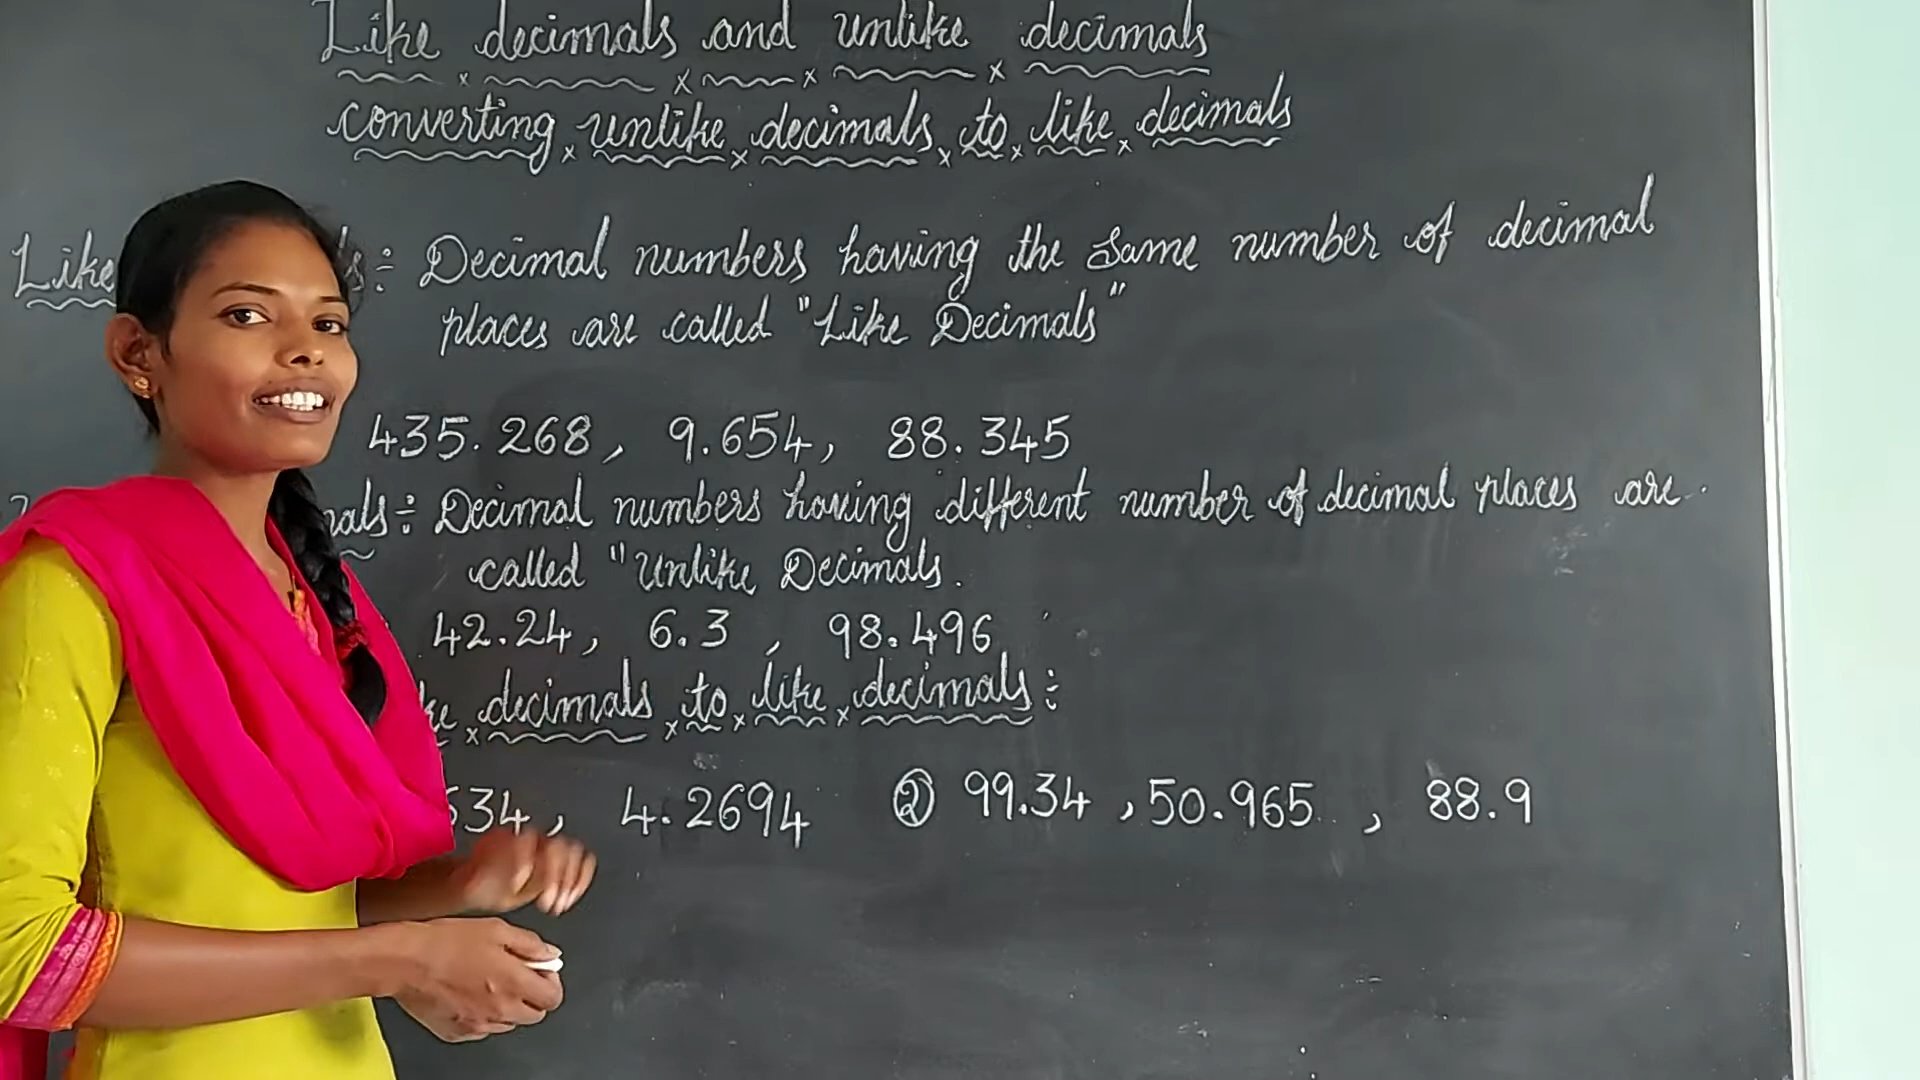 Like decimals and unlike decimals
converting unlike decimals to like decimals
Like : Decimal numbers having the same number of decimal
places are called "Like Decimals"
435.268, 9.654, 88.345
: Decimal numbers having different number of decimal places are
called "Unlike Decimals.
42.24, 6.3, 98.496
decimals to like decimals:
634, 4.2694 ② 99.34, 50.965, 88.9